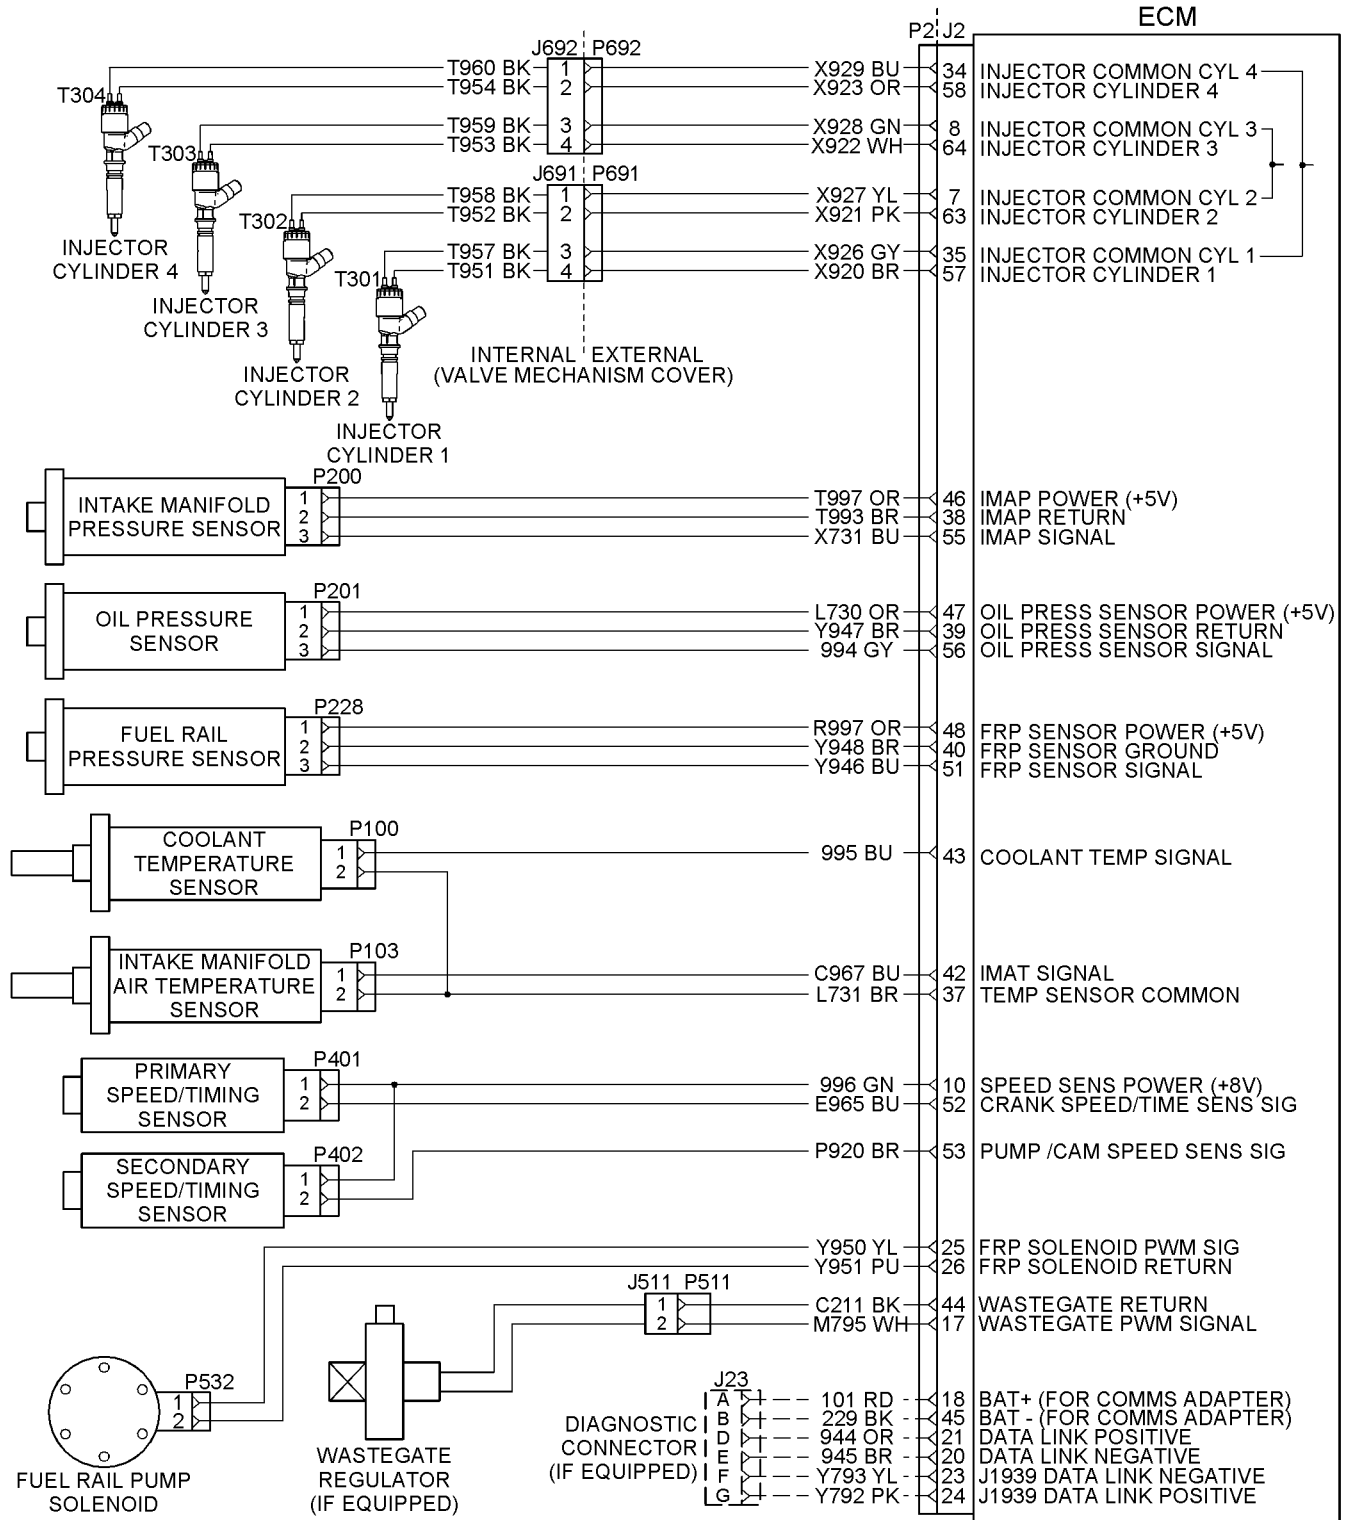 ECM
P2 J2
J692 P692
T960 BK 1 X929 BU 34 INJECTOR COMMON CYL 4
T954 BK 2 X923 OR 58 INJECTOR CYLINDER 4
T304
T959 BK 3 X928 GN 8 INJECTOR COMMON CYL 3
T953 BK 4 X922 WH 64 INJECTOR CYLINDER 3
T303
J691 P691
T958 BK 1 X927 YL 7 INJECTOR COMMON CYL 2
T952 BK 2 X921 PK 63 INJECTOR CYLINDER 2
T302
INJECTOR
CYLINDER 4
T957 BK 3 X926 GY 35 INJECTOR COMMON CYL 1
T951 BK 4 X920 BR 57 INJECTOR CYLINDER 1
T301
INJECTOR
CYLINDER 3
INTERNAL EXTERNAL
(VALVE MECHANISM COVER)
INJECTOR
CYLINDER 2
INJECTOR
CYLINDER 1
P200
INTAKE MANIFOLD
PRESSURE SENSOR
1 T997 OR 46 IMAP POWER (+5V)
2 T993 BR 38 IMAP RETURN
3 X731 BU 55 IMAP SIGNAL
P201
OIL PRESSURE
SENSOR
1 L730 OR 47 OIL PRESS SENSOR POWER (+5V)
2 Y947 BR 39 OIL PRESS SENSOR RETURN
3 994 GY 56 OIL PRESS SENSOR SIGNAL
P228
FUEL RAIL
PRESSURE SENSOR
1 R997 OR 48 FRP SENSOR POWER (+5V)
2 Y948 BR 40 FRP SENSOR GROUND
3 Y946 BU 51 FRP SENSOR SIGNAL
P100
COOLANT
TEMPERATURE
SENSOR
1 995 BU 43 COOLANT TEMP SIGNAL
2
P103
INTAKE MANIFOLD
AIR TEMPERATURE
SENSOR
1 C967 BU 42 IMAT SIGNAL
2 L731 BR 37 TEMP SENSOR COMMON
P401
PRIMARY
SPEED/TIMING
SENSOR
1 996 GN 10 SPEED SENS POWER (+8V)
2 E965 BU 52 CRANK SPEED/TIME SENS SIG
P402
SECONDARY
SPEED/TIMING
SENSOR
1
2 P920 BR 53 PUMP /CAM SPEED SENS SIG
Y950 YL 25 FRP SOLENOID PWM SIG
Y951 PU 26 FRP SOLENOID RETURN
J511 P511
1 C211 BK 44 WASTEGATE RETURN
2 M795 WH 17 WASTEGATE PWM SIGNAL
P532
1
2
FUEL RAIL PUMP
SOLENOID
WASTEGATE
REGULATOR
(IF EQUIPPED)
J23
DIAGNOSTIC
CONNECTOR
(IF EQUIPPED)
A 101 RD 18 BAT+ (FOR COMMS ADAPTER)
B 229 BK 45 BAT - (FOR COMMS ADAPTER)
D 944 OR 21 DATA LINK POSITIVE
E 945 BR 20 DATA LINK NEGATIVE
F Y793 YL 23 J1939 DATA LINK NEGATIVE
G Y792 PK 24 J1939 DATA LINK POSITIVE